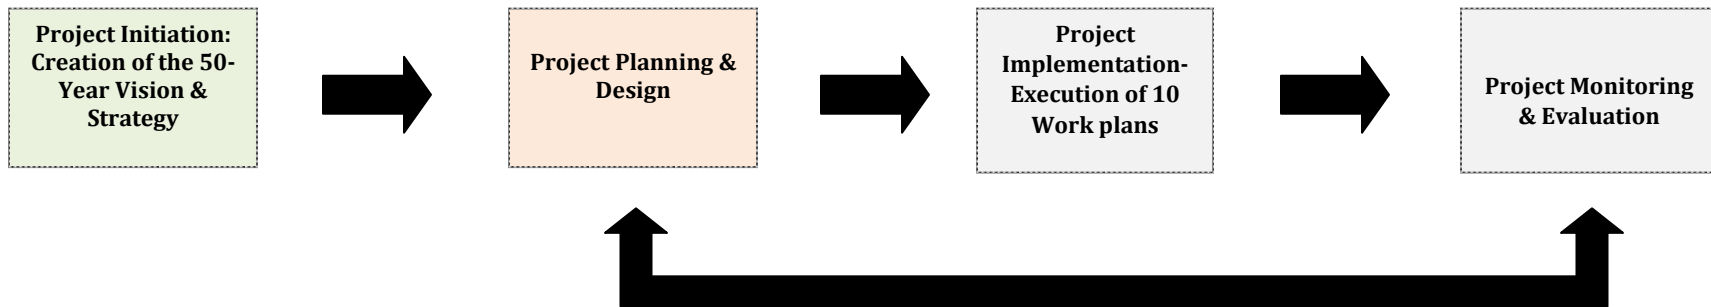 Project Initiation:
Creation of the 50-
Year Vision &
Strategy
Project Planning &
Design
Project
Implementation-
Execution of 10
Work plans
Project Monitoring
& Evaluation